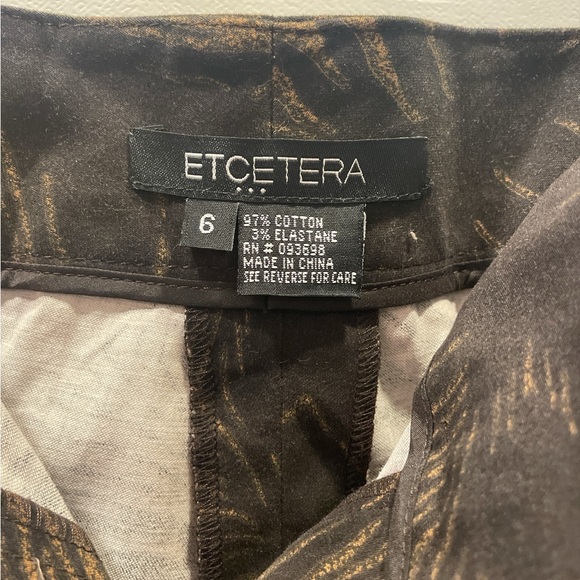 ETCETERA
6
97% COTTON
3% ELASTANE
RN # 093698
MADE IN CHINA
SEE REVERSE FOR CARE